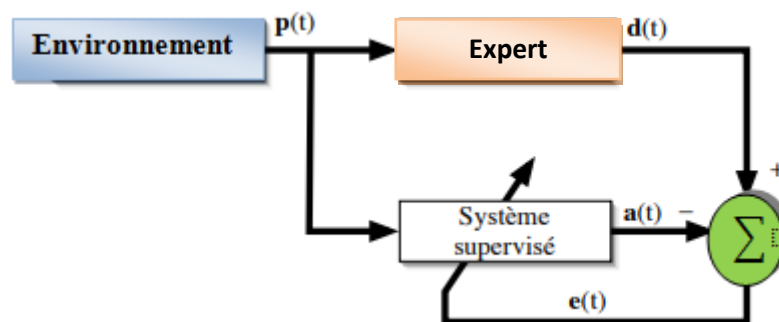 Environnement
p(t)
Expert
d(t)
+
Système
supervisé
a(t)
−
∑
e(t)